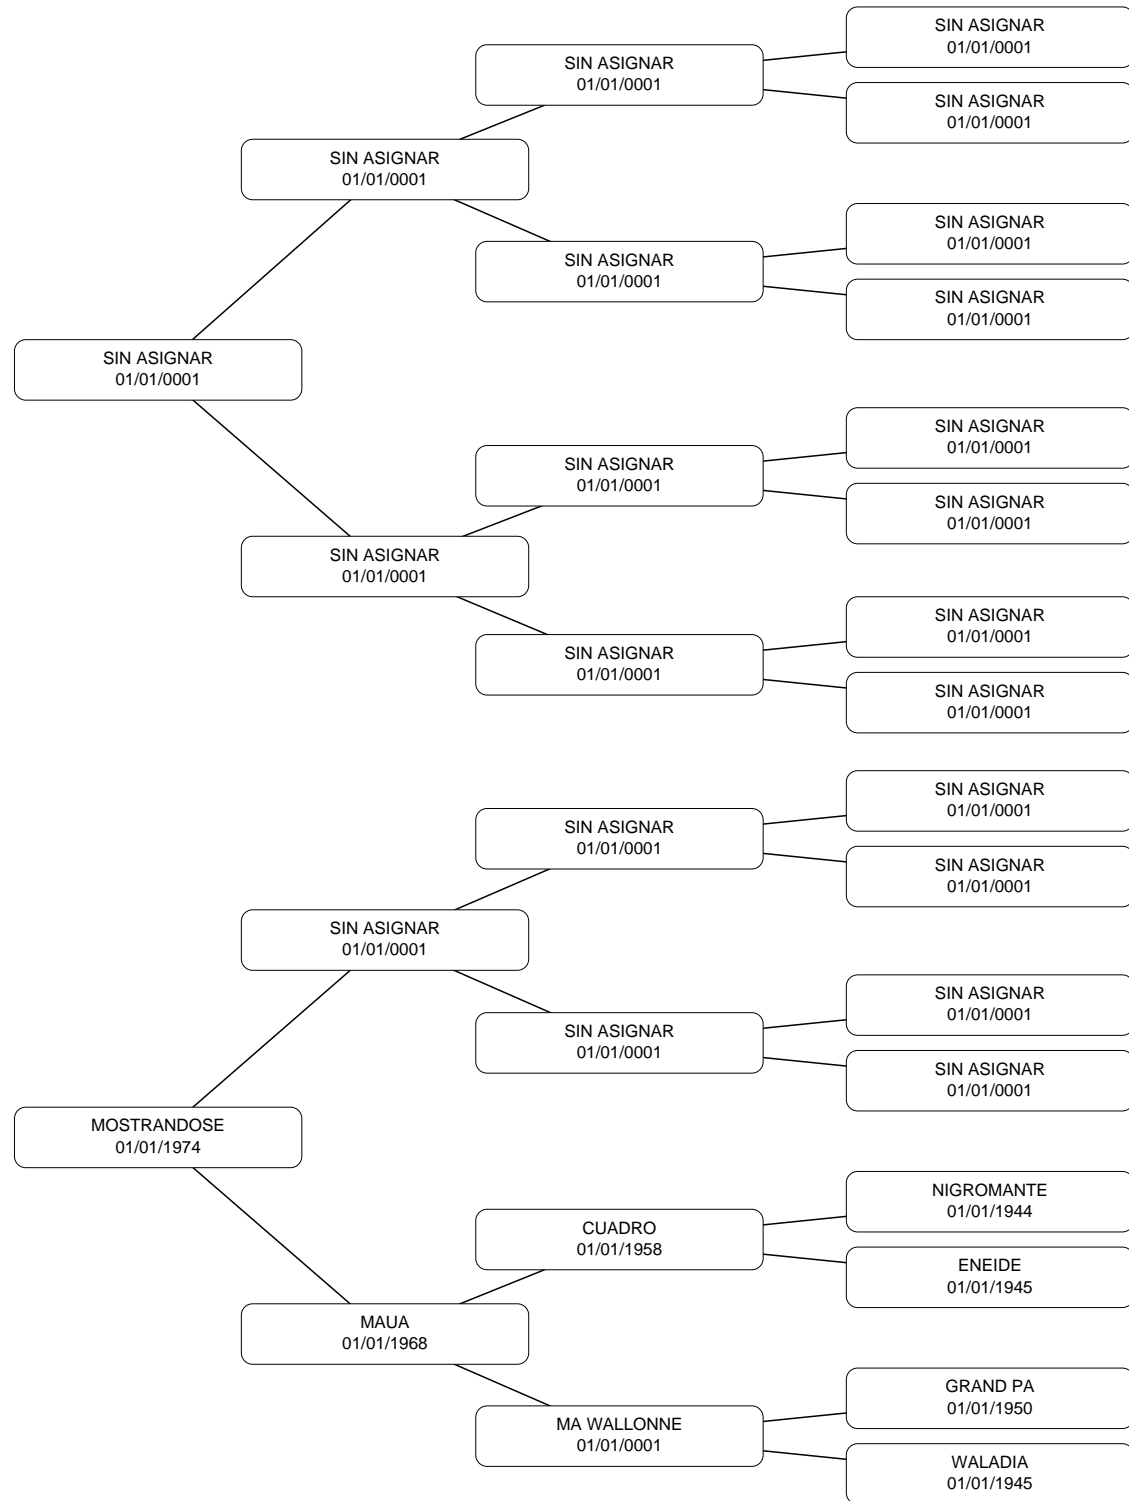 SIN ASIGNAR
01/01/0001
SIN ASIGNAR
01/01/0001
SIN ASIGNAR
01/01/0001
SIN ASIGNAR
01/01/0001
SIN ASIGNAR
01/01/0001
SIN ASIGNAR
01/01/0001
SIN ASIGNAR
01/01/0001
SIN ASIGNAR
01/01/0001
SIN ASIGNAR
01/01/0001
SIN ASIGNAR
01/01/0001
SIN ASIGNAR
01/01/0001
SIN ASIGNAR
01/01/0001
SIN ASIGNAR
01/01/0001
SIN ASIGNAR
01/01/0001
SIN ASIGNAR
01/01/0001
SIN ASIGNAR
01/01/0001
SIN ASIGNAR
01/01/0001
SIN ASIGNAR
01/01/0001
SIN ASIGNAR
01/01/0001
SIN ASIGNAR
01/01/0001
SIN ASIGNAR
01/01/0001
SIN ASIGNAR
01/01/0001
MOSTRANDOSE
01/01/1974
NIGROMANTE
01/01/1944
CUADRO
01/01/1958
ENEIDE
01/01/1945
MAUA
01/01/1968
GRAND PA
01/01/1950
MA WALLONNE
01/01/0001
WALADIA
01/01/1945